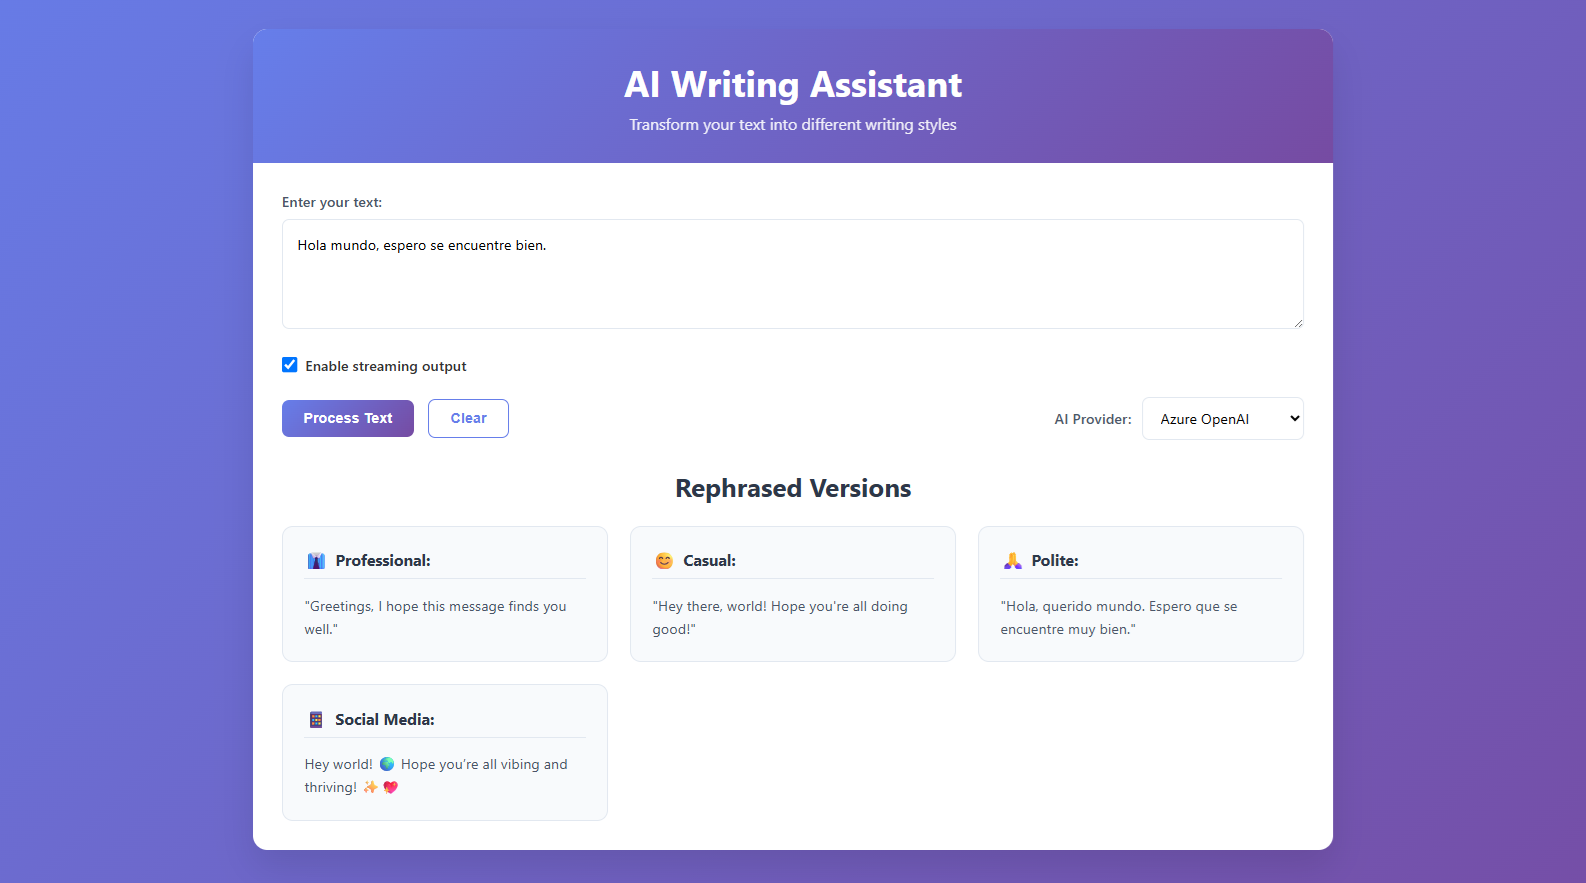 AI Writing Assistant
Transform your text into different writing styles
Enter your text:
Hola mundo, espero se encuentre bien.
Enable streaming output
Process Text
Clear
AI Provider:
Azure OpenAI
Rephrased Versions
👔 Professional:
"Greetings, I hope this message finds you
well."
😊 Casual:
"Hey there, world! Hope you're all doing
good!"
🙏 Polite:
"Hola, querido mundo. Espero que se
encuentre muy bien."
📱 Social Media:
Hey world! 🌎 Hope you’re all vibing and
thriving! ✨💖